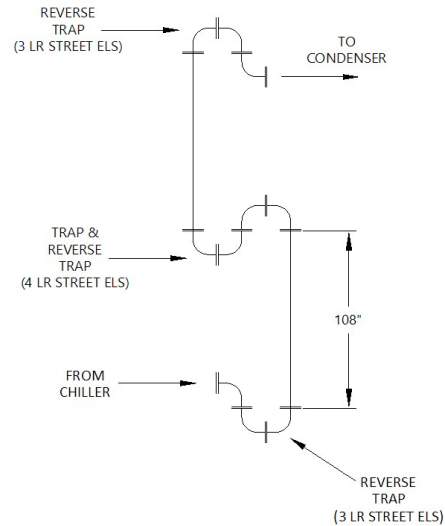 REVERSE
TRAP
(3 LR STREET ELS)
TO
CONDENSER
TRAP &
REVERSE
TRAP
(4 LR STREET ELS)
108"
FROM
CHILLER
REVERSE
TRAP
(3 LR STREET ELS)